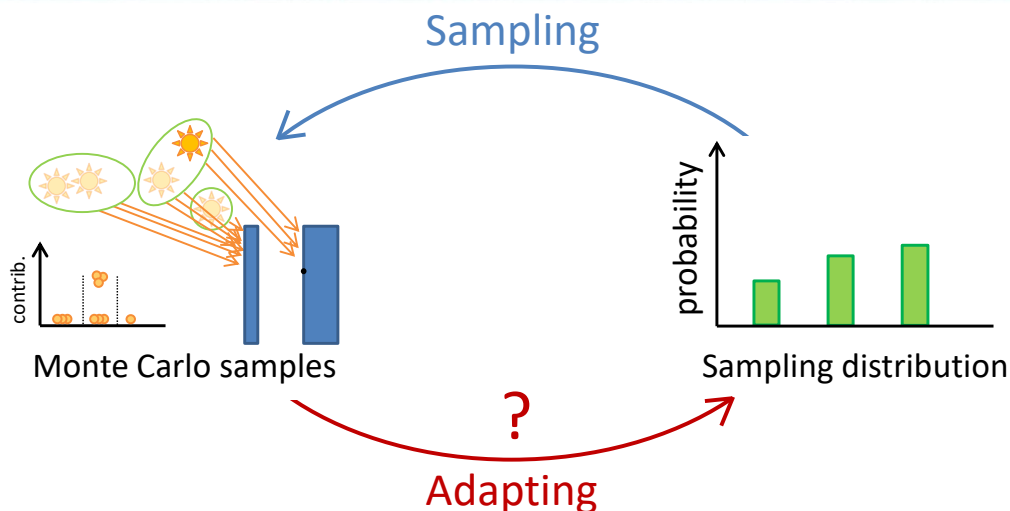 Sampling
contrib.
Monte Carlo samples
probability
Sampling distribution
?
Adapting